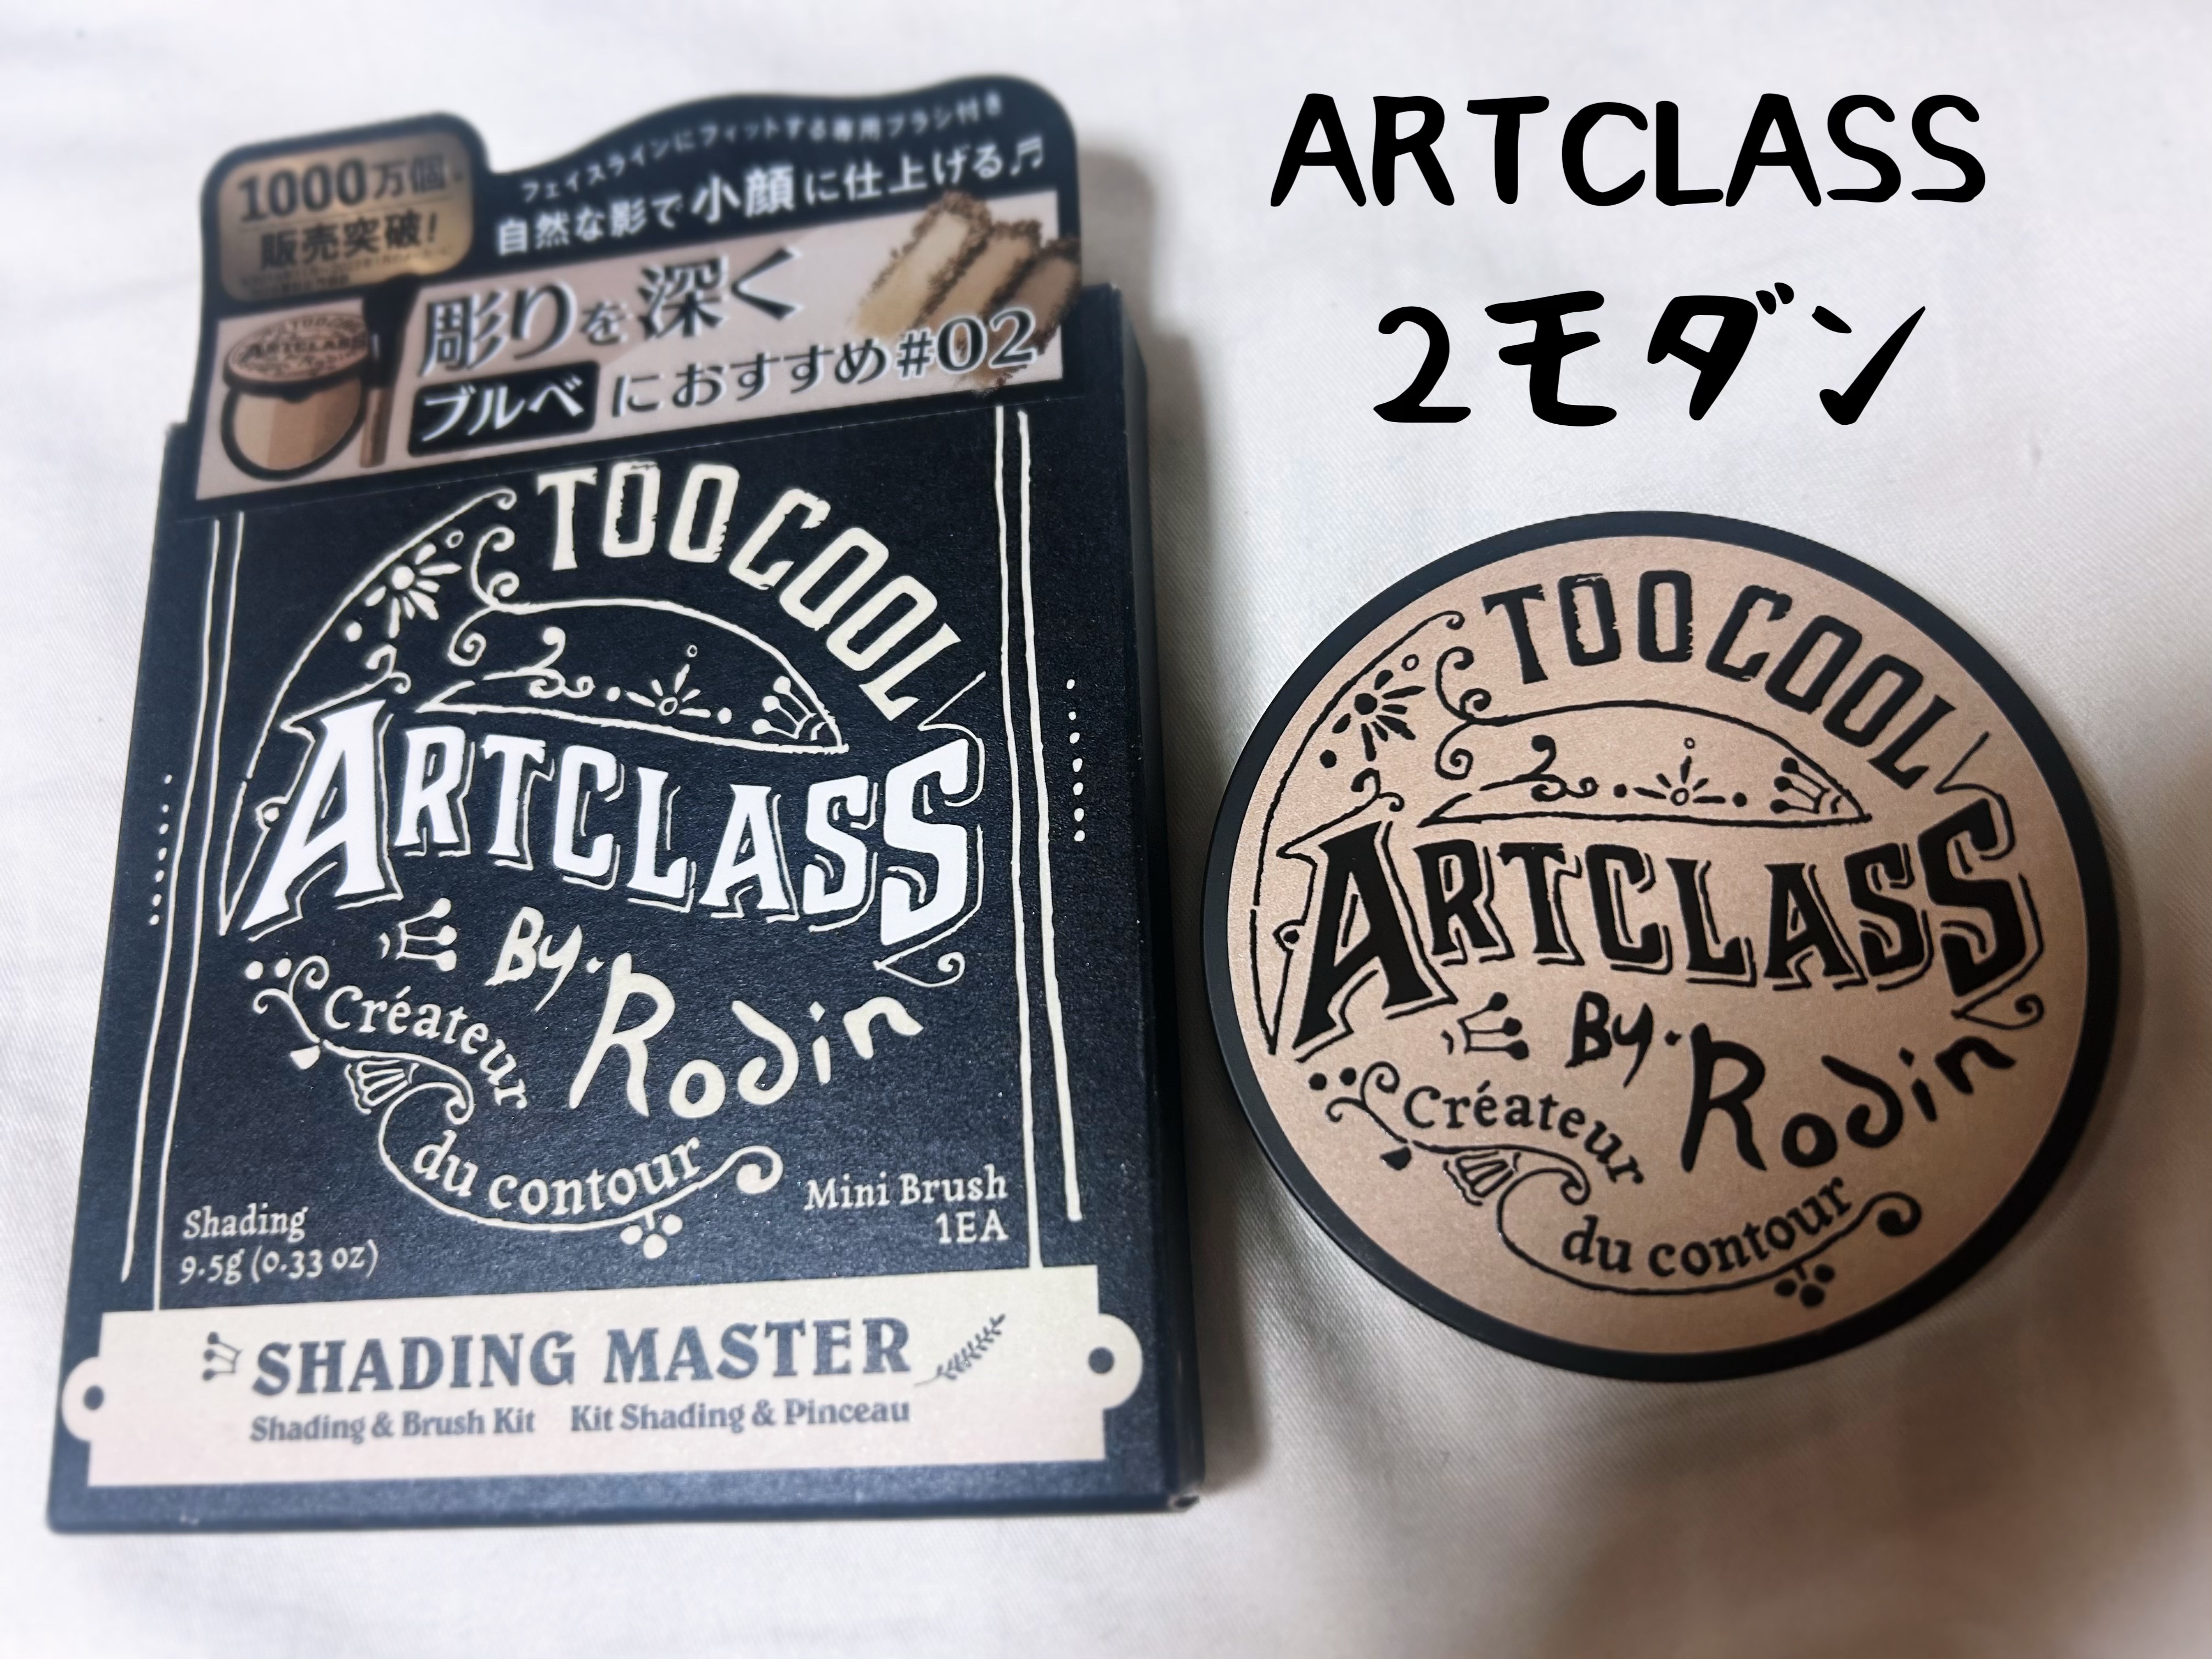 ARTCLASS
2モダン
1000万個
販売突破!
フェイスラインにフィットする専用ブラシ付き
自然な影で小顔に仕上げる♬
彫りを深く
ブルベにおすすめ#02
TOO COOL
ARTCLASS
By. Rodin
Créateur
du contour
Shading
9.5g (0.33 oz)
Mini Brush
1EA
SHADING MASTER
Shading & Brush Kit Kit Shading & Pinceau
TOO COOL
ARTCLASS
By. Rodin
Créateur
du contour